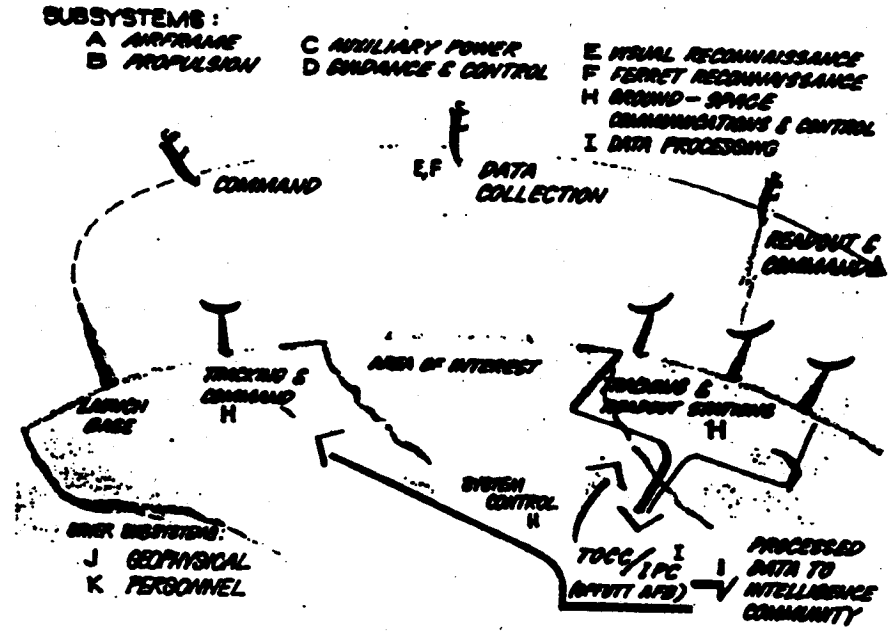 SUBSYSTEMS:
A AIRFRAME
B PROPULSION
C AUXILIARY POWER
D GUIDANCE & CONTROL
E VISUAL RECONNAISSANCE
F FERRET RECONNAISSANCE
H GROUND-SPACE
COMMUNICATIONS & CONTROL
I DATA PROCESSING
COMMAND
E,F
DATA
COLLECTION
READOUT &
COMMAND
LAUNCH
BASE
TRACKING &
COMMAND
H
AREA OF INTEREST
TRACKING &
READOUT STATIONS
H
SYSTEM
CONTROL
H
OTHER SUBSYSTEMS:
J GEOPHYSICAL
K PERSONNEL
TOCC/IPC
I
(OFFUTT AFB)
I
PROCESSED
DATA TO
INTELLIGENCE
COMMUNITY